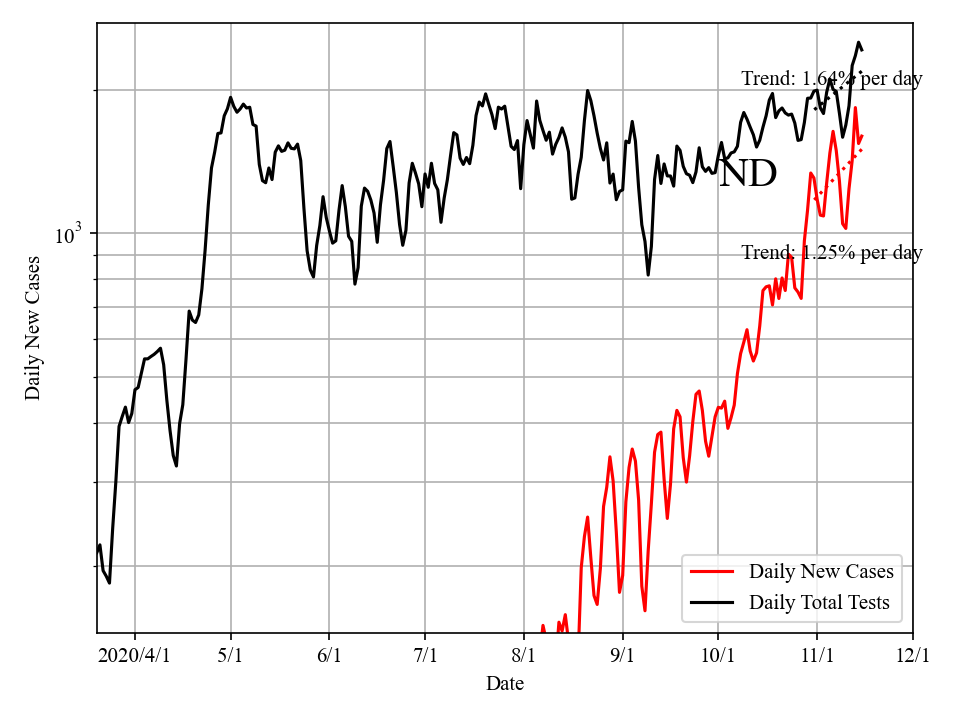 Trend: 1.64% per day
ND
10³
Trend: 1.25% per day
Daily New Cases
Daily New Cases
Daily Total Tests
2020/4/1 5/1 6/1 7/1 8/1 9/1 10/1 11/1 12/1
Date